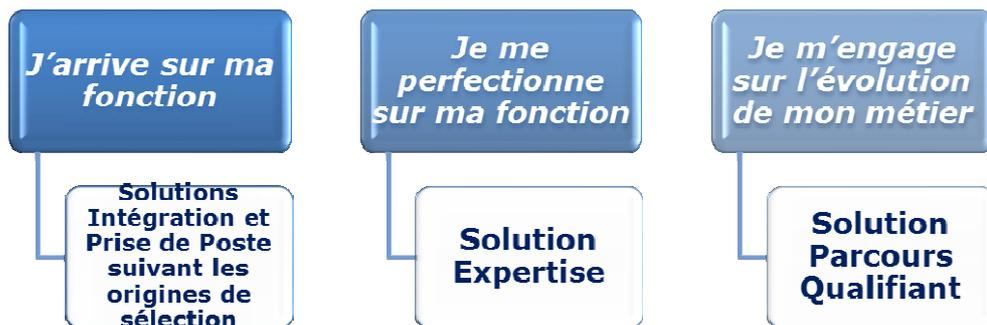 J’arrive sur ma
fonction
Solutions
Intégration et
Prise de Poste
suivant les
origines de
sélection
Je me
perfectionne
sur ma fonction
Solution
Expertise
Je m’engage
sur l’évolution
de mon métier
Solution
Parcours
Qualifiant